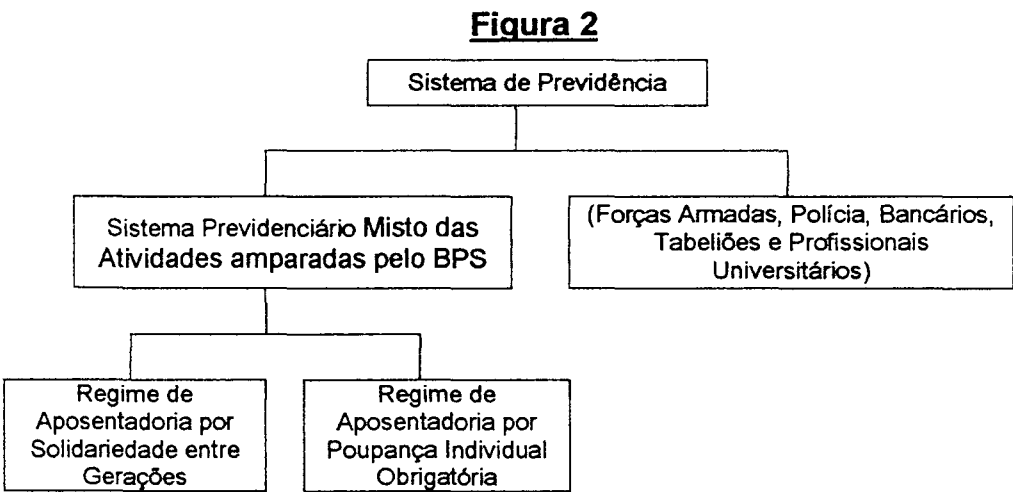 Figura 2
Sistema de Previdência
Sistema Previdenciário Misto das
Atividades amparadas pelo BPS
(Forças Armadas, Polícia, Bancários,
Tabeliões e Profissionais
Universitários)
Regime de
Aposentadoria por
Solidariedade entre
Gerações
Regime de
Aposentadoria por
Poupança Individual
Obrigatória